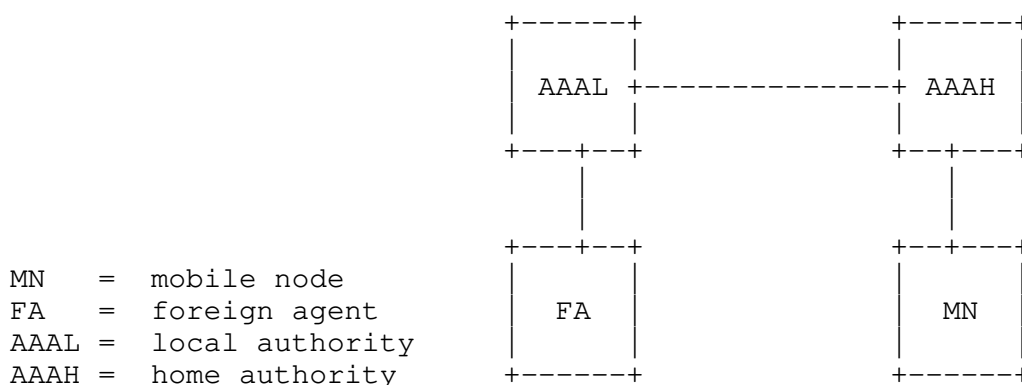 AAAL AAAH
MN = mobile node
FA = foreign agent FA MN
AAAL = local authority
AAAH = home authority